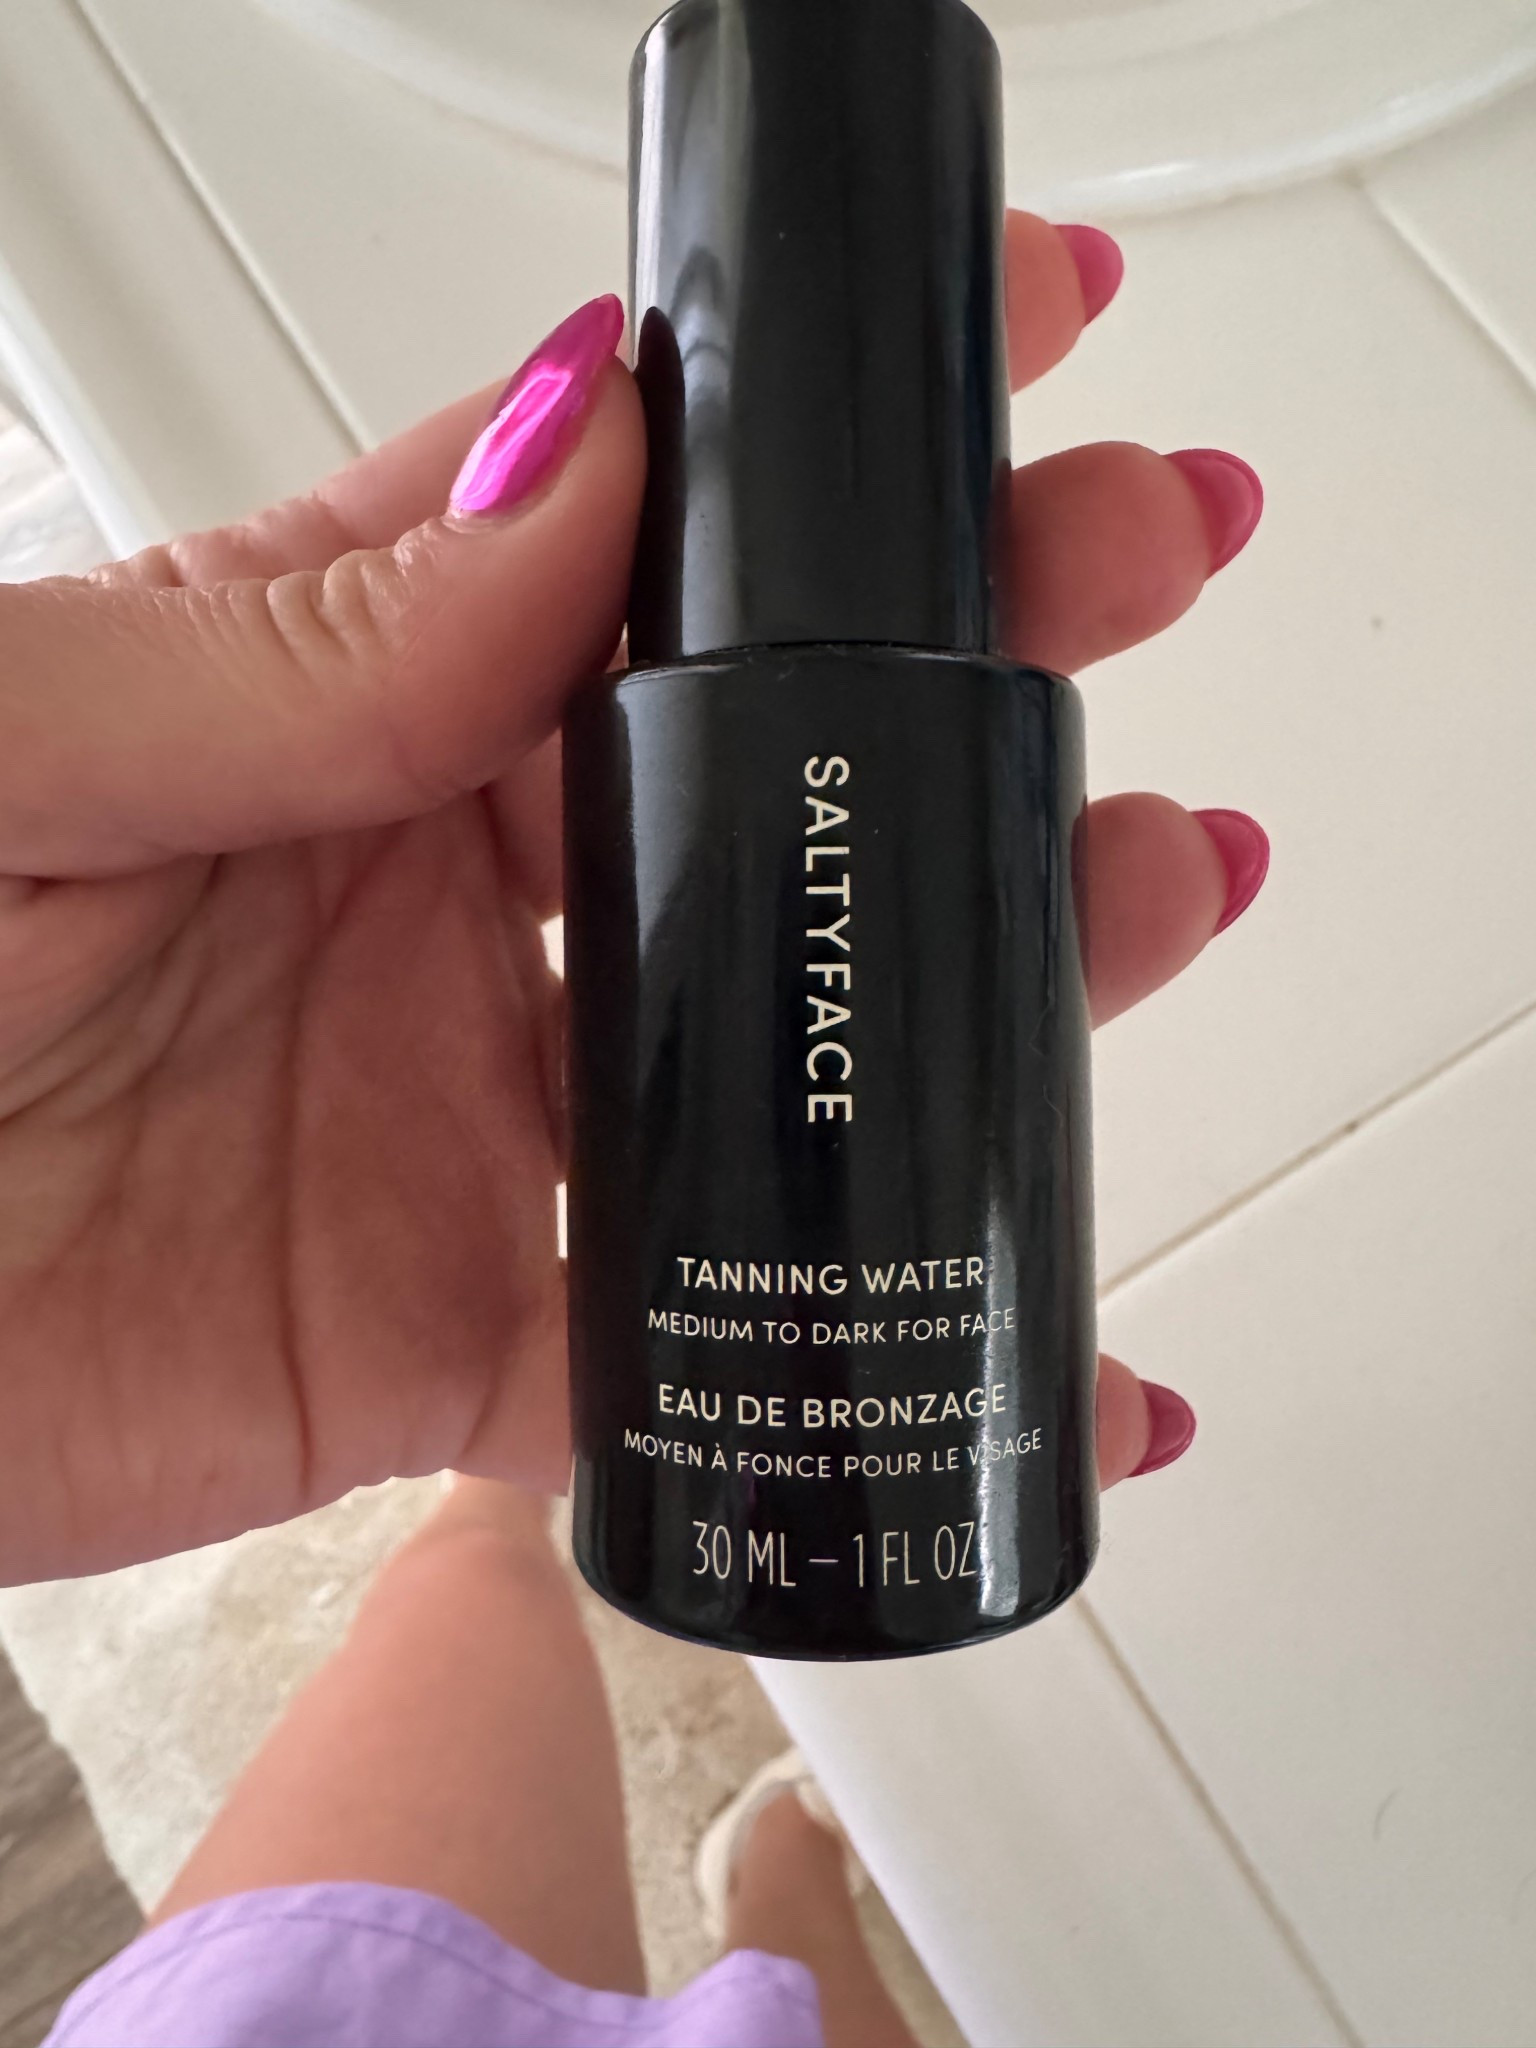 SALTYFACE
TANNING WATER
MEDIUM TO DARK FOR FACE
EAU DE BRONZAGE
MOYEN À FONCE POUR LE VISAGE
30 ML – 1 FL OZ